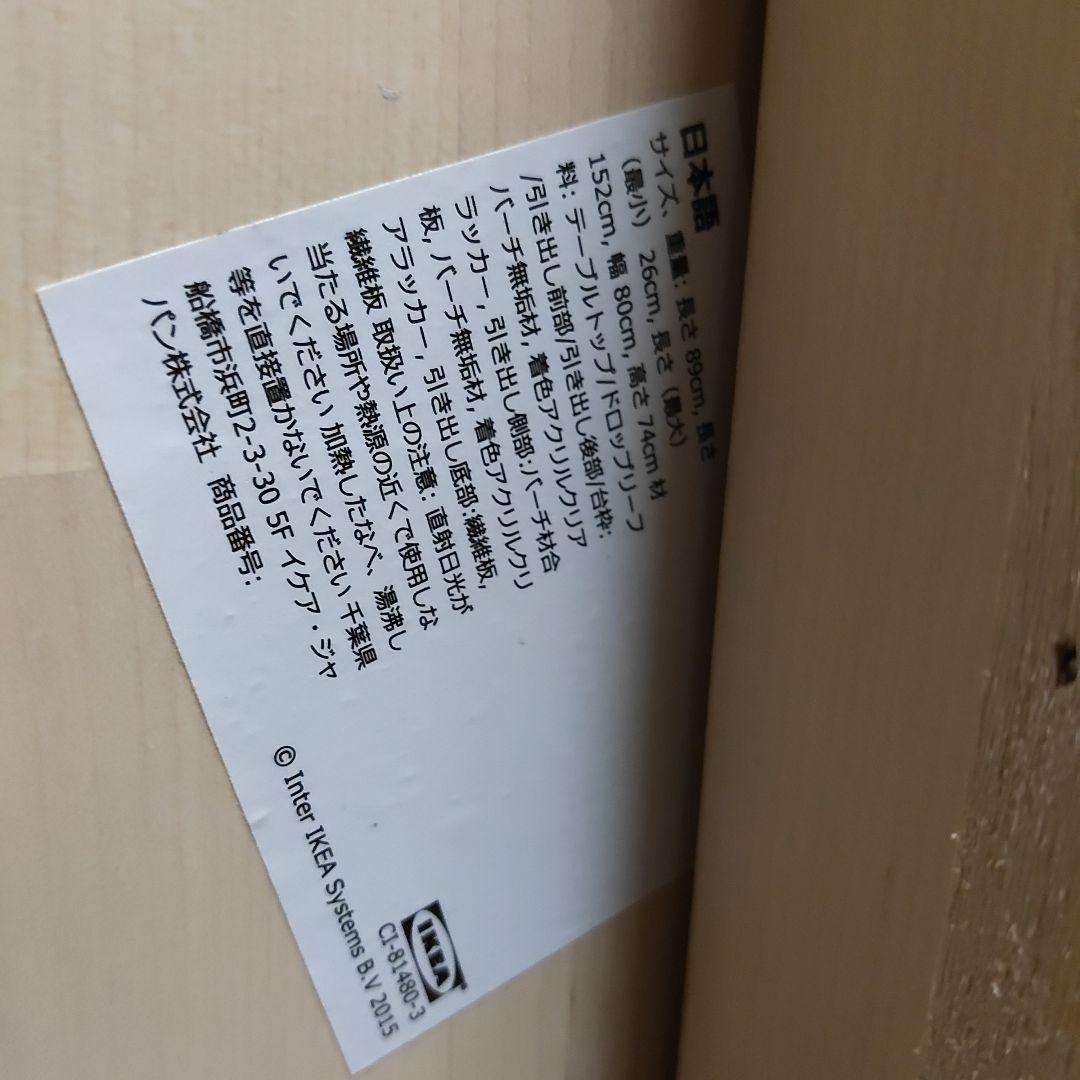 日本語
サイズ、重量: 長さ 89cm, 長さ
(最小) 26cm, 長さ (最大)
152cm, 幅 80cm, 高さ 74cm 材
料: テーブルトップ/ドロップリーフ
/引き出し前部/引き出し後部/台枠:
バーチ無垢材, 着色アクリルクリア
ラッカー, 引き出し側部:バーチ材合
板, バーチ無垢材, 着色アクリルクリ
アラッカー, 引き出し底部:繊維板,
繊維板 取扱い上の注意: 直射日光が
当たる場所や熱源の近くで使用しな
いでください 加熱したなべ、湯沸し
等を直接置かないでください 千葉県
船橋市浜町2-3-30 5F イケア・ジャ
パン株式会社 商品番号:
© Inter IKEA Systems B.V 2015
CI-81480-3
IKEA®